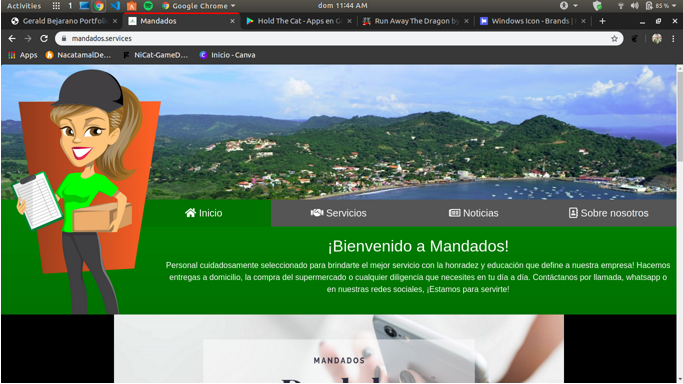 Activities
1
Google Chrome
dom 11:44 AM
85 %
Gerald Bejarano Portfoli
Mandados
Hold The Cat - Apps en G
Run Away The Dragon by
Windows Icon - Brands |
mandados.services
Apps
NacatamalDe...
NiCat-GameD...
Inicio - Canva
Inicio
Servicios
Noticias
Sobre nosotros
¡Bienvenido a Mandados!
Personal cuidadosamente seleccionado para brindarte el mejor servicio con la honradez y educación que define a nuestra empresa! Hacemos
entregas a domicilio, la compra del supermercado o cualquier diligencia que necesites en tu día a día. Contáctanos por llamada, whatsapp o
en nuestras redes sociales, ¡Estamos para servirte!
MANDADOS